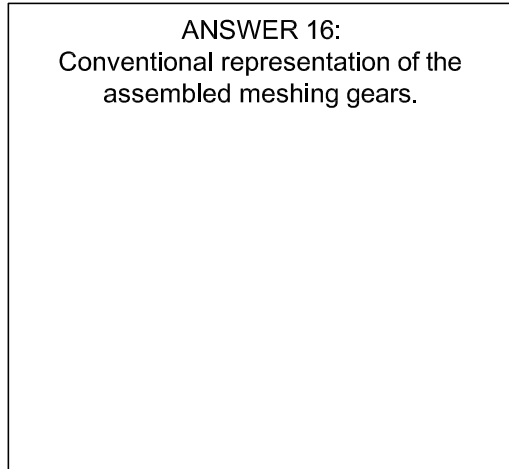 ANSWER 16:
Conventional representation of the
assembled meshing gears.